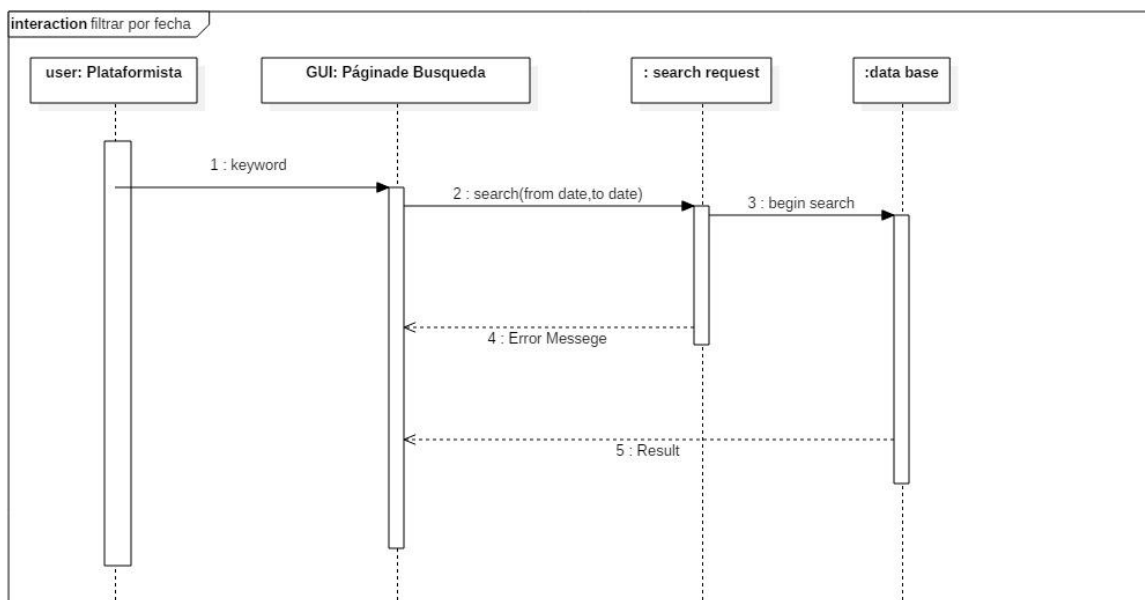 interaction filtrar por fecha
user: Plataformista
GUI: Páginade Busqueda
: search request
:data base
1 : keyword
2 : search(from date,to date)
3 : begin search
4 : Error Messege
5 : Result